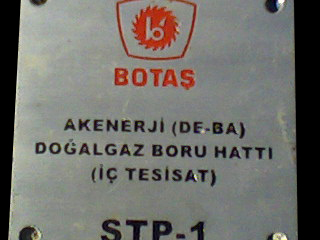 BOTAŞ
AKENERJİ (DE-BA)
DOĞALGAZ BORU HATTI
(İÇ TESİSAT)
STP-1